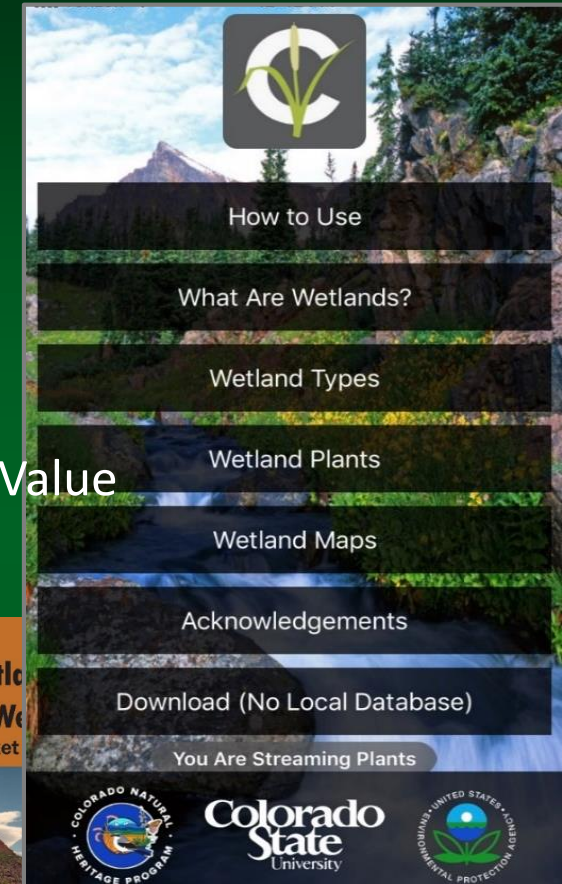 C
How to Use
What Are Wetlands?
Wetland Types
Value
Wetland Plants
Wetland Maps
Acknowledgements
Download (No Local Database)
You Are Streaming Plants
COLORADO NATURAL HERITAGE PROGRAM
Colorado
State
University
UNITED STATES ENVIRONMENTAL PROTECTION AGENCY